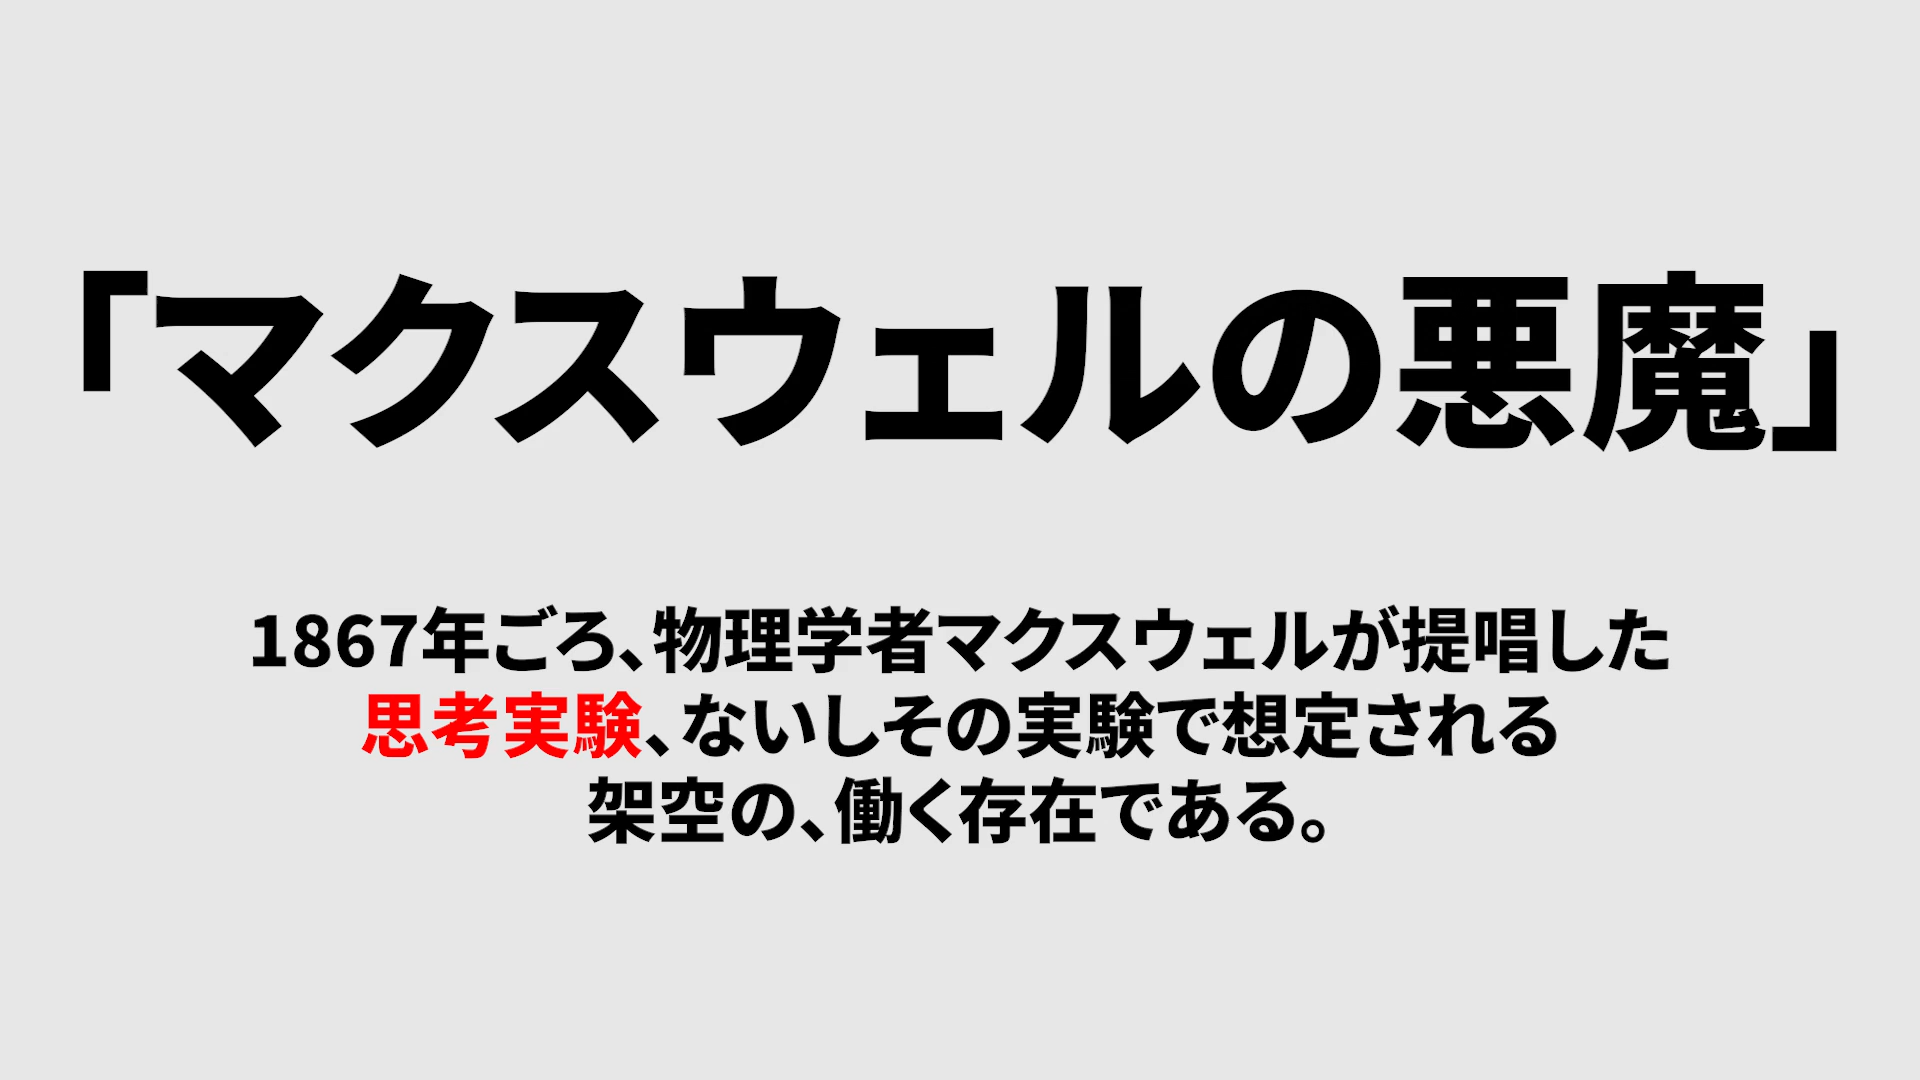 「マクスウェルの悪魔」
1867年ごろ、物理学者マクスウェルが提唱した
思考実験、ないしその実験で想定される
架空の、働く存在である。